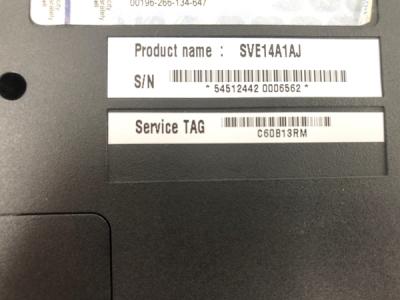 00196-266-134-647
Product name : SVE14A1AJ
S/N
* 54512442 0006562 *
Service TAG
C60B13RM